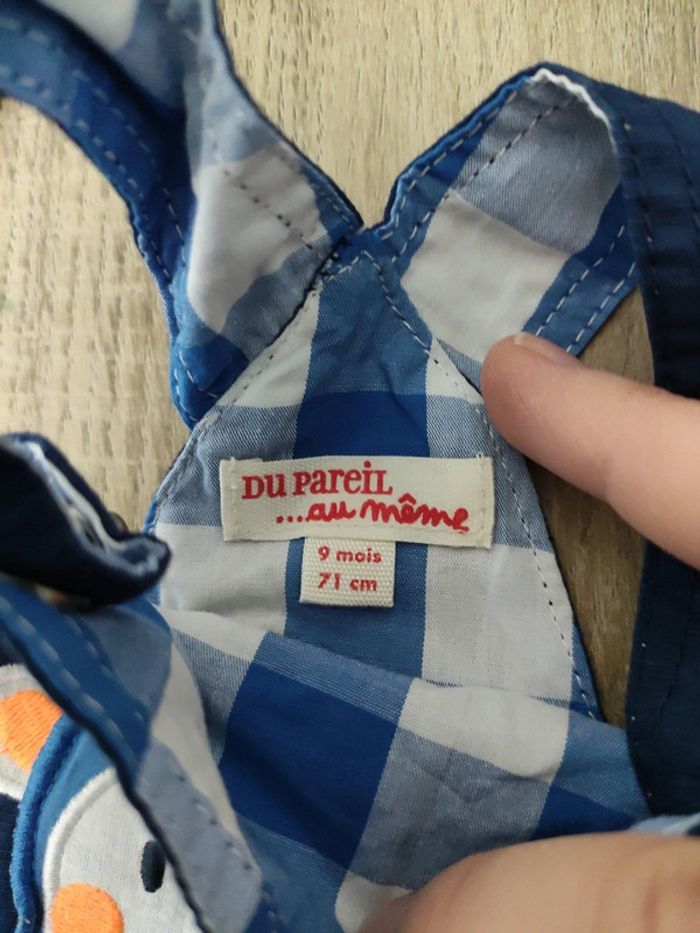 DU PAREIL
...au même
9 mois
71 cm